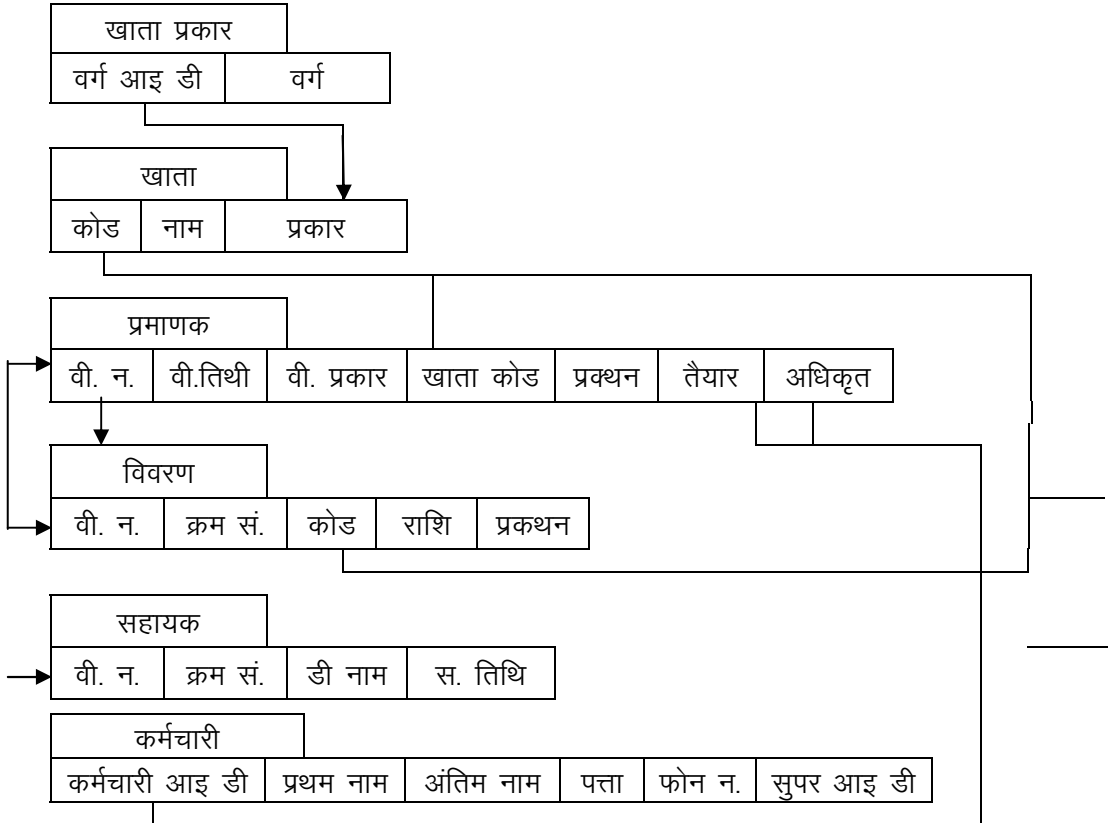 खाता प्रकार
वर्ग आइ डी वर्ग
खाता
कोड नाम प्रकार
प्रमाणक
वी. न. वी.तिथी वी. प्रकार खाता कोड प्रक्थन तैयार अधिकृत
विवरण
वी. न. क्रम सं. कोड राशि प्रकथन
सहायक
वी. न. क्रम सं. डी नाम स. तिथि
कर्मचारी
कर्मचारी आइ डी प्रथम नाम अंतिम नाम पत्ता फोन न. सुपर आइ डी